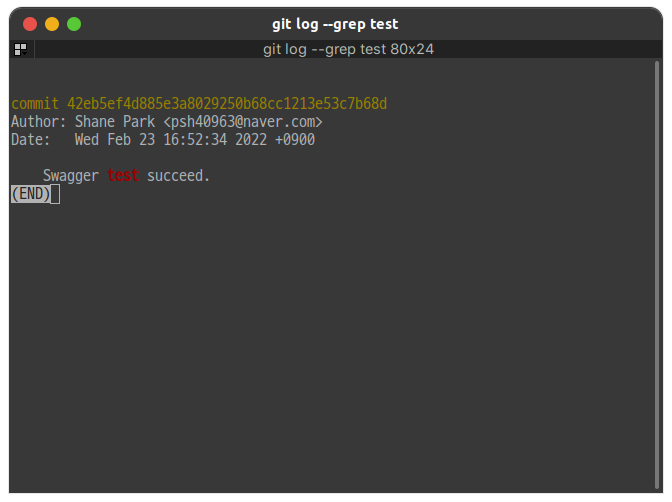 git log --grep test
git log --grep test 80x24
commit 42eb5ef4d885e3a8029250b68cc1213e53c7b68d
Author: Shane Park <psh40963@naver.com>
Date:   Wed Feb 23 16:52:34 2022 +0900
Swagger test succeed.
(END)